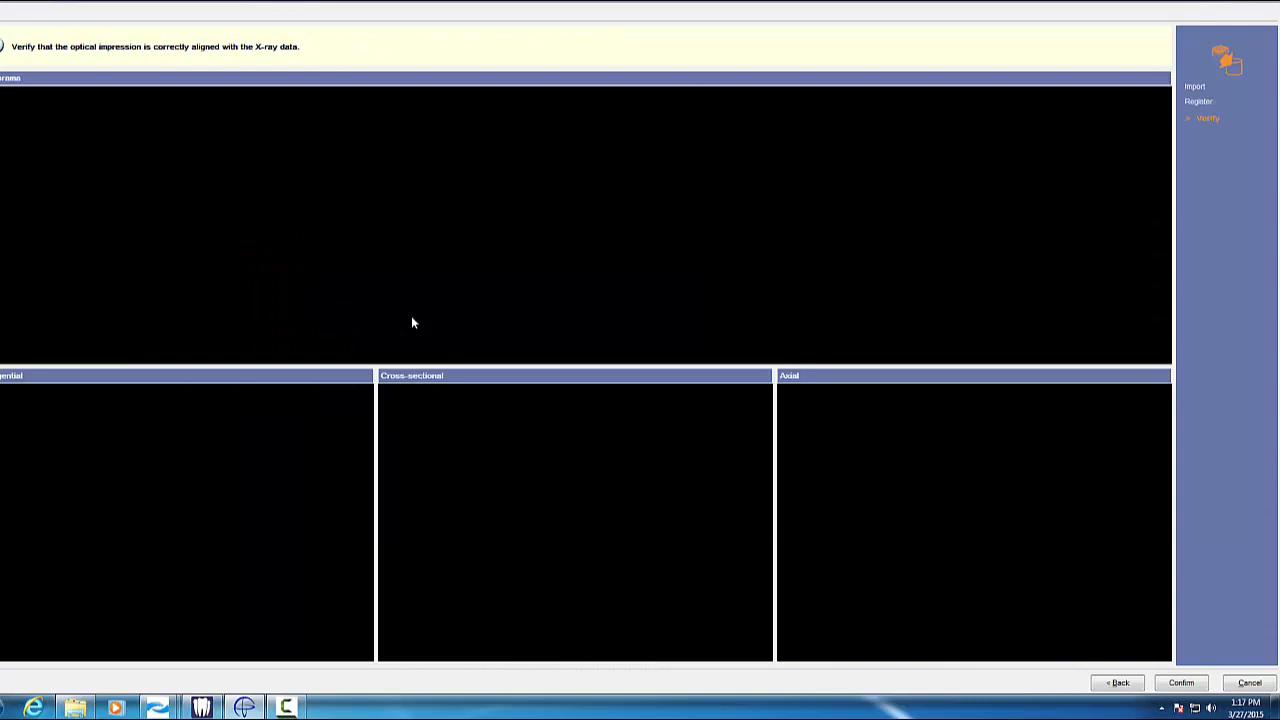 Verify that the optical impression is correctly aligned with the X-ray data.
Import
Register
» Verify
Cross-sectional
Axial
< Back
Confirm
Cancel
1:17 PM
3/27/2015